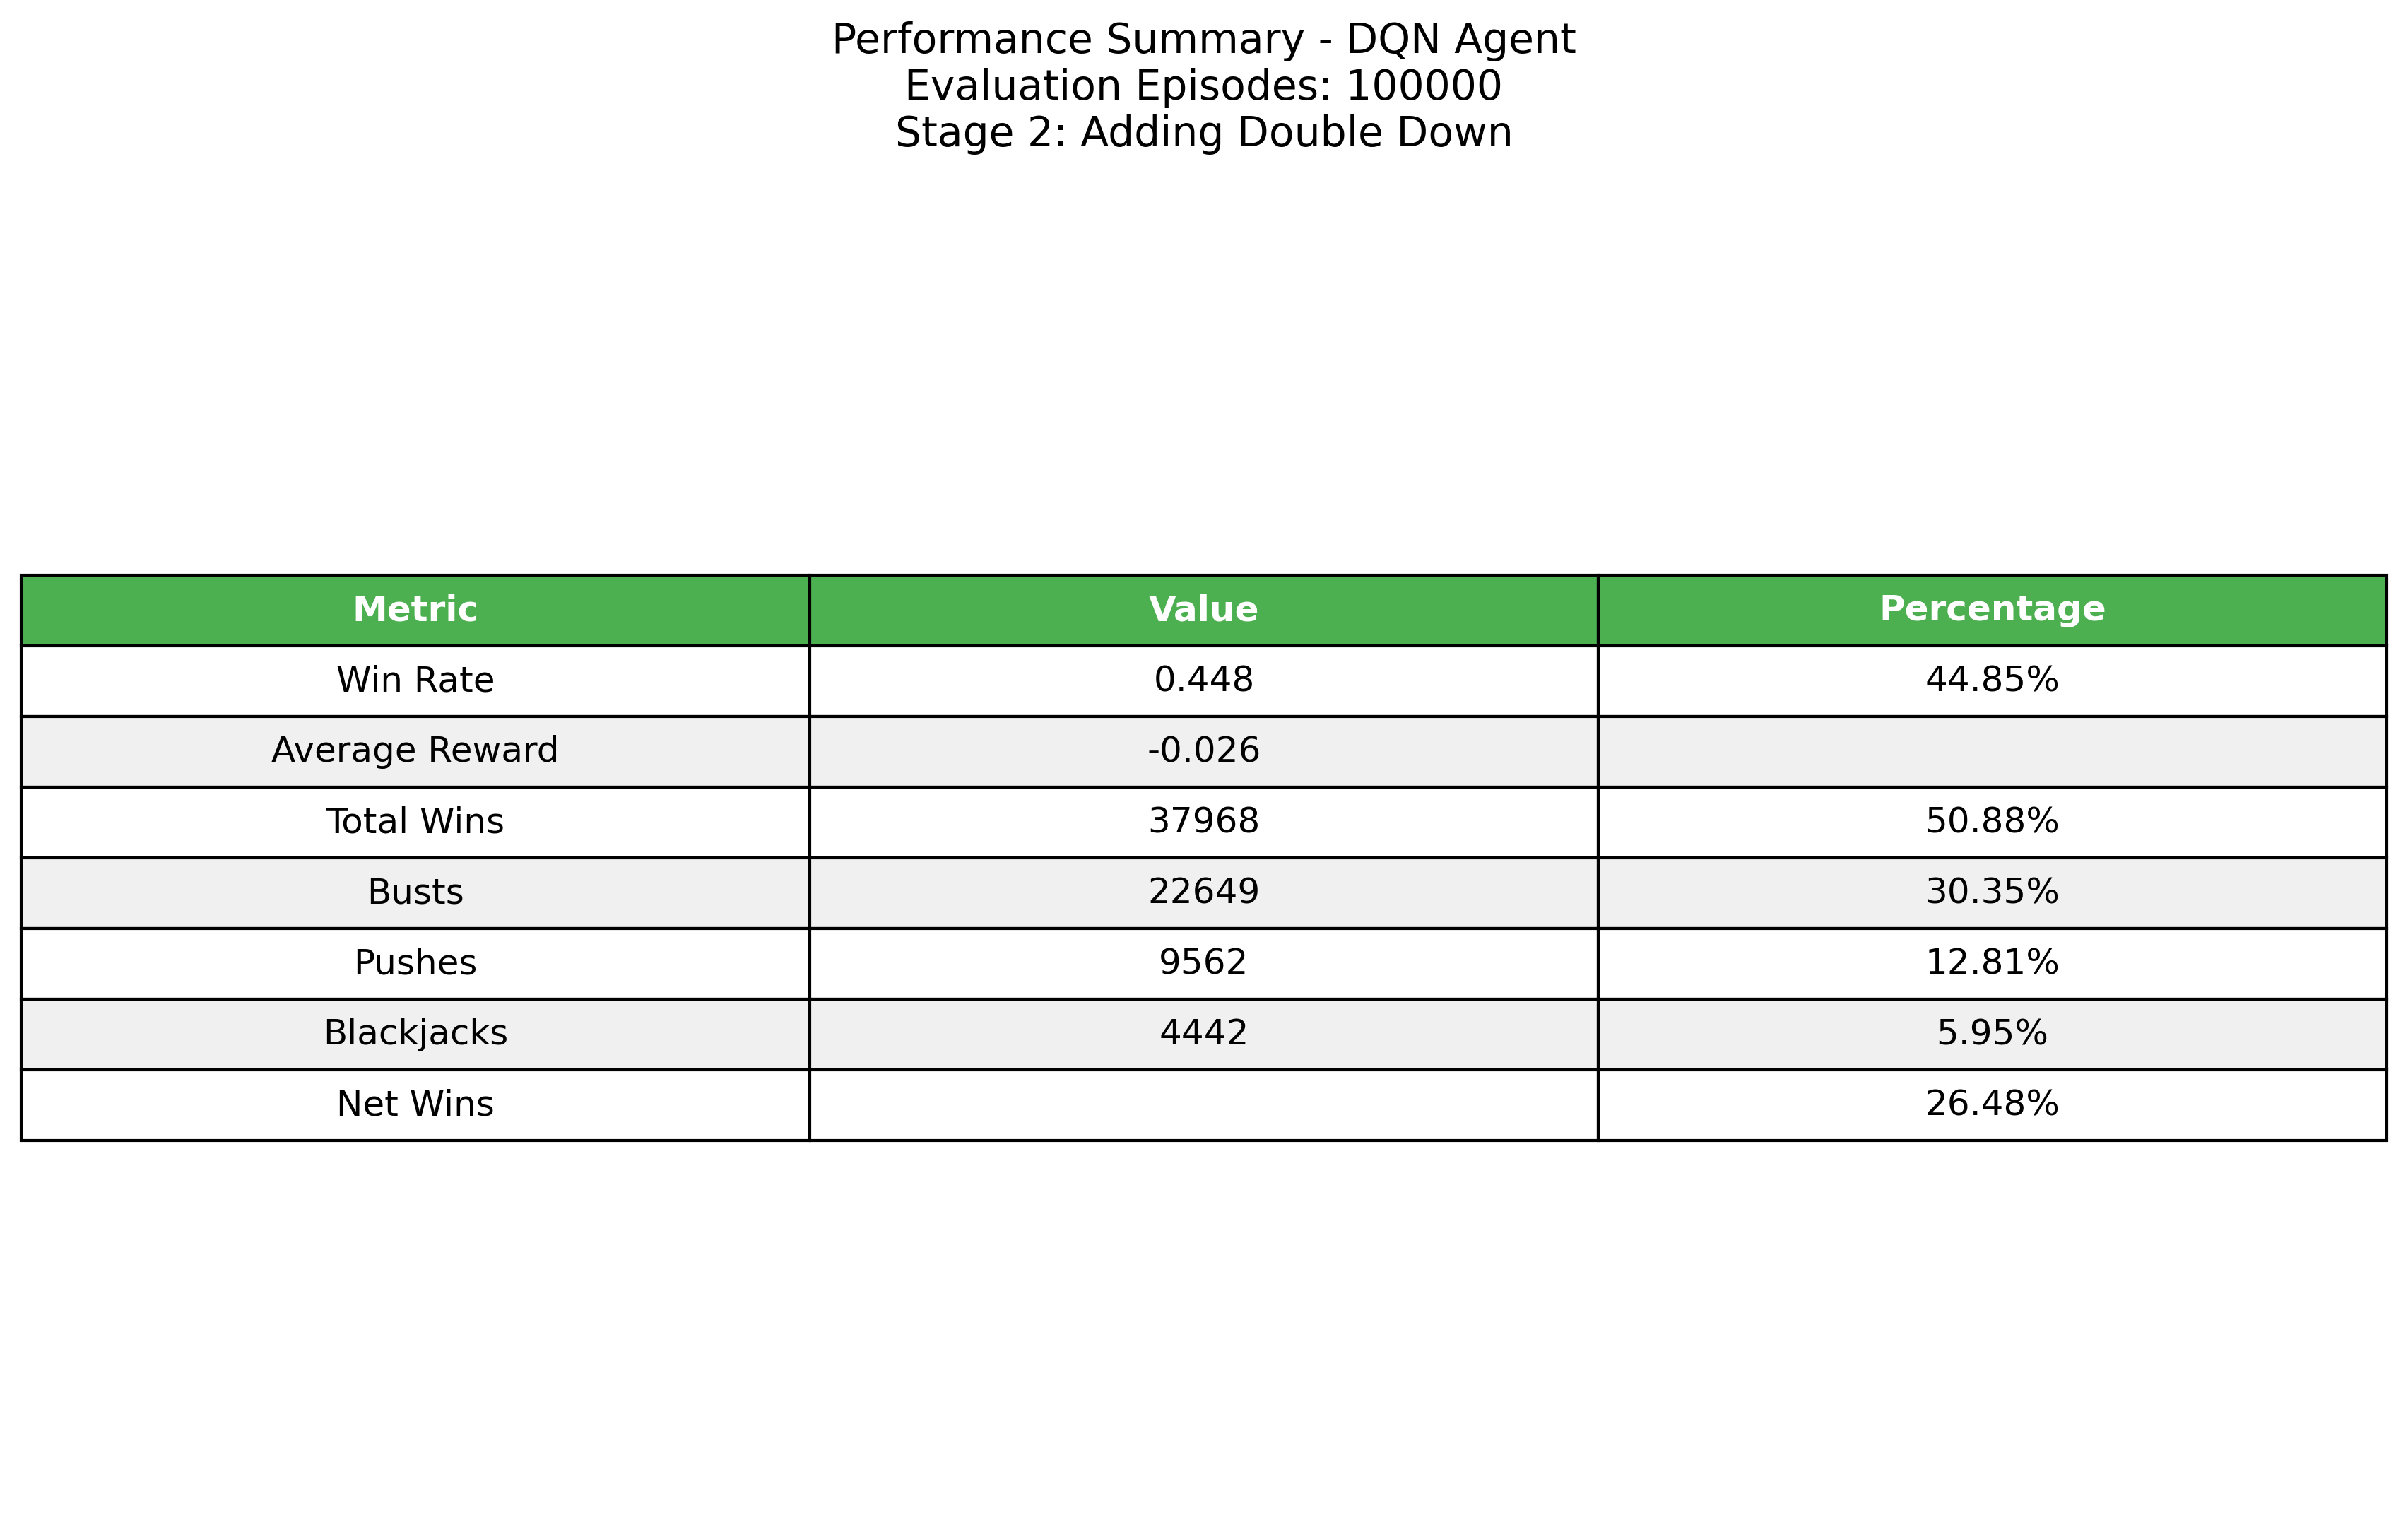 Performance Summary - DQN Agent
Evaluation Episodes: 100000
Stage 2: Adding Double Down
Metric Value Percentage
Win Rate 0.448 44.85%
Average Reward -0.026
Total Wins 37968 50.88%
Busts 22649 30.35%
Pushes 9562 12.81%
Blackjacks 4442 5.95%
Net Wins 26.48%